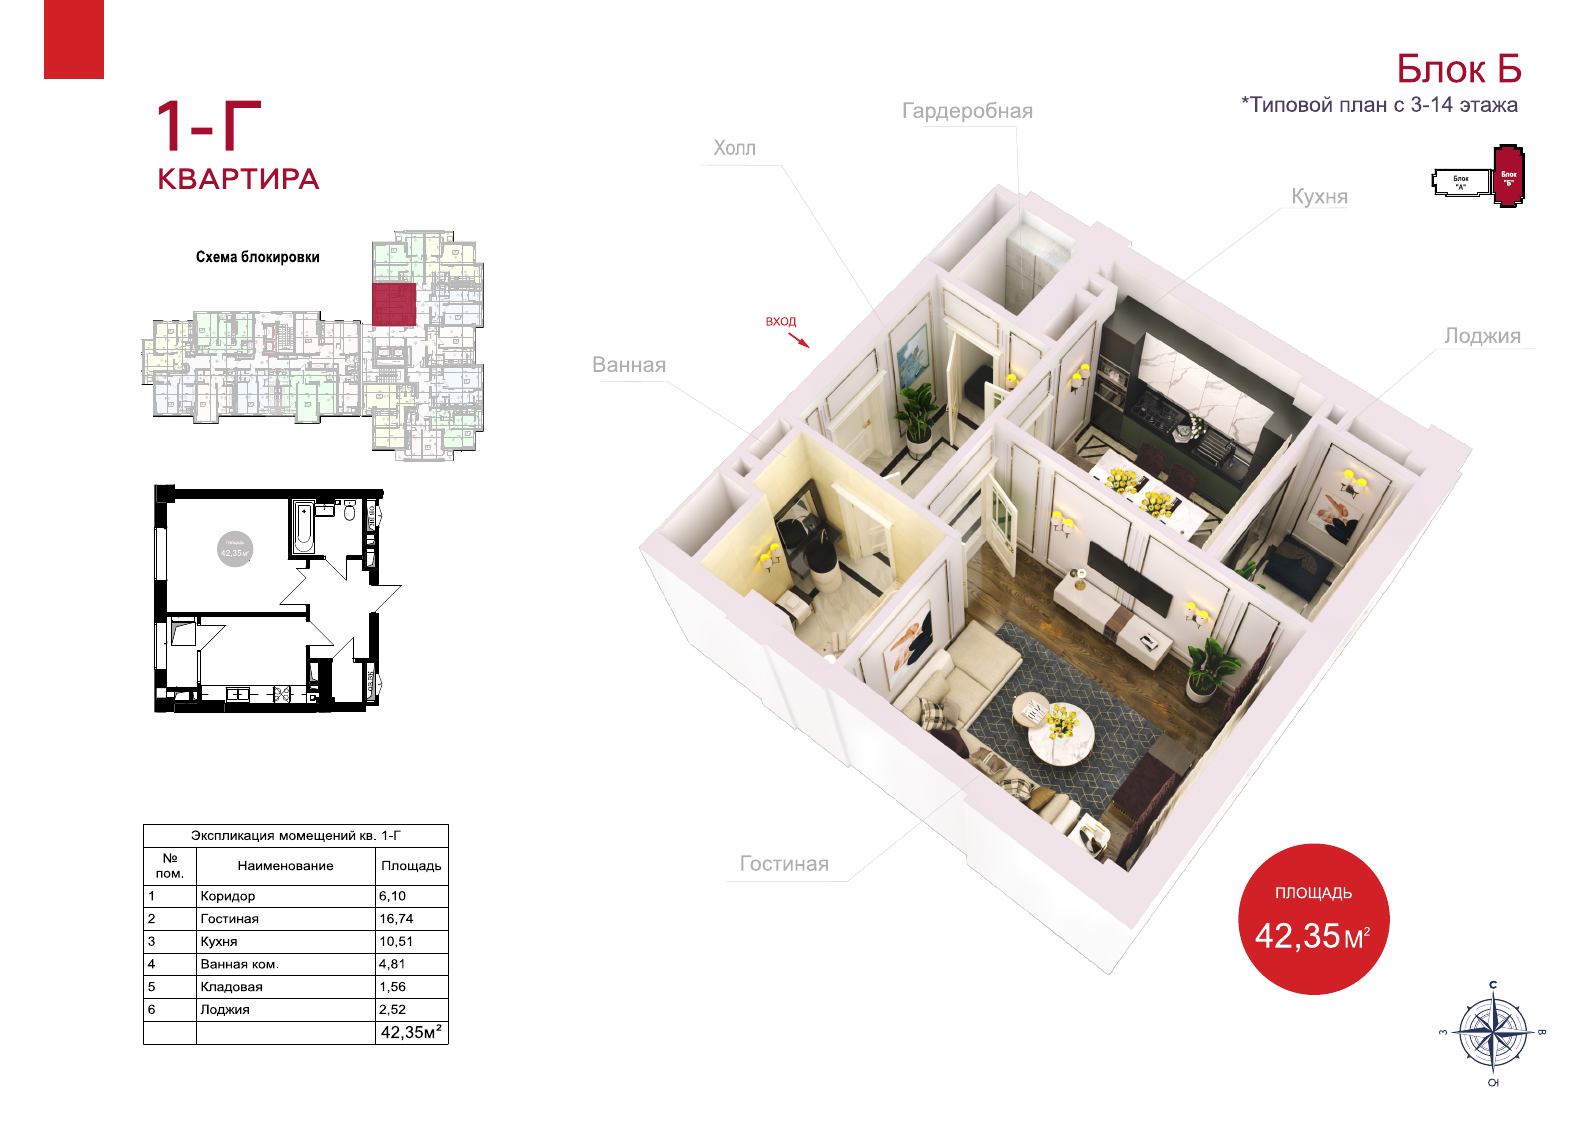 Блок Б
*Типовой план с 3-14 этажа
1-Г
КВАРТИРА
Блок
"А"
Блок
"Б"
Схема блокировки
Гардеробная
Холл
Кухня
ВХОД
Лоджия
Ванная
Гостиная
ПЛОЩАДЬ
42,35м²
Экспликация момещений кв. 1-Г
№ пом. Наименование Площадь
1 Коридор 6,10
2 Гостиная 16,74
3 Кухня 10,51
4 Ванная ком. 4,81
5 Кладовая 1,56
6 Лоджия 2,52
42,35м²
ПЛОЩАДЬ
42,35 М²
С
З
В
Ю